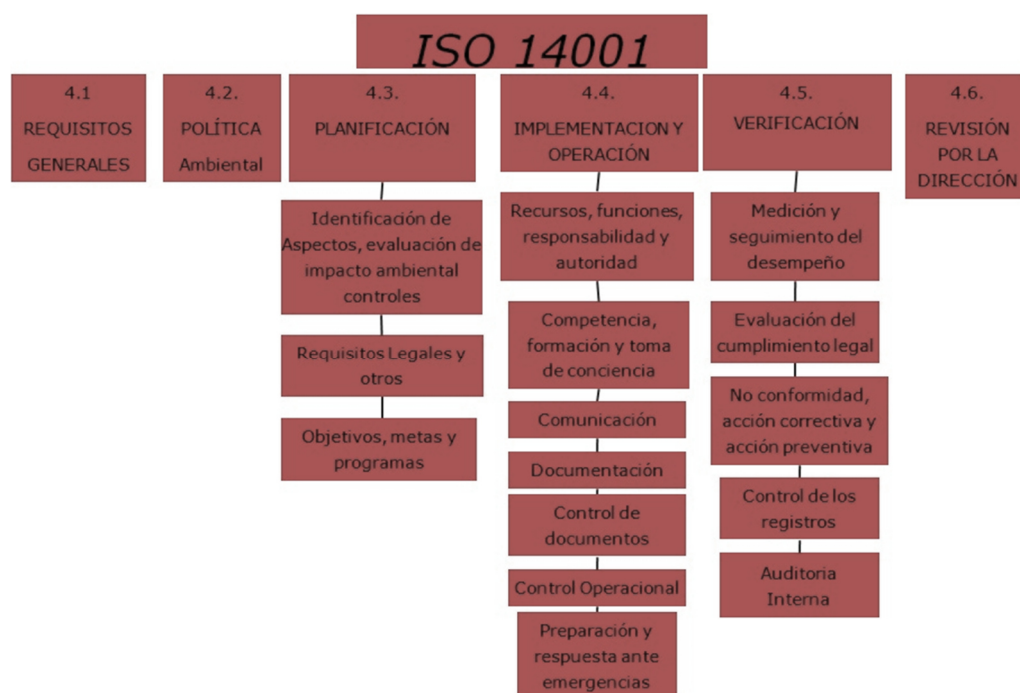 ISO 14001
4.1
REQUISITOS
GENERALES
4.2.
POLÍTICA
Ambiental
4.3.
PLANIFICACIÓN
Identificación de
Aspectos, evaluación de
impacto ambiental
controles
Requisitos Legales y
otros
Objetivos, metas y
programas
4.4.
IMPLEMENTACION Y
OPERACIÓN
Recursos, funciones,
responsabilidad y
autoridad
Competencia,
formación y toma
de conciencia
Comunicación
Documentación
Control de
documentos
Control Operacional
Preparación y
respuesta ante
emergencias
4.5.
VERIFICACIÓN
Medición y
seguimiento del
desempeño
Evaluación del
cumplimiento legal
No conformidad,
acción correctiva y
acción preventiva
Control de los
registros
Auditoria
Interna
4.6.
REVISIÓN
POR LA
DIRECCIÓN